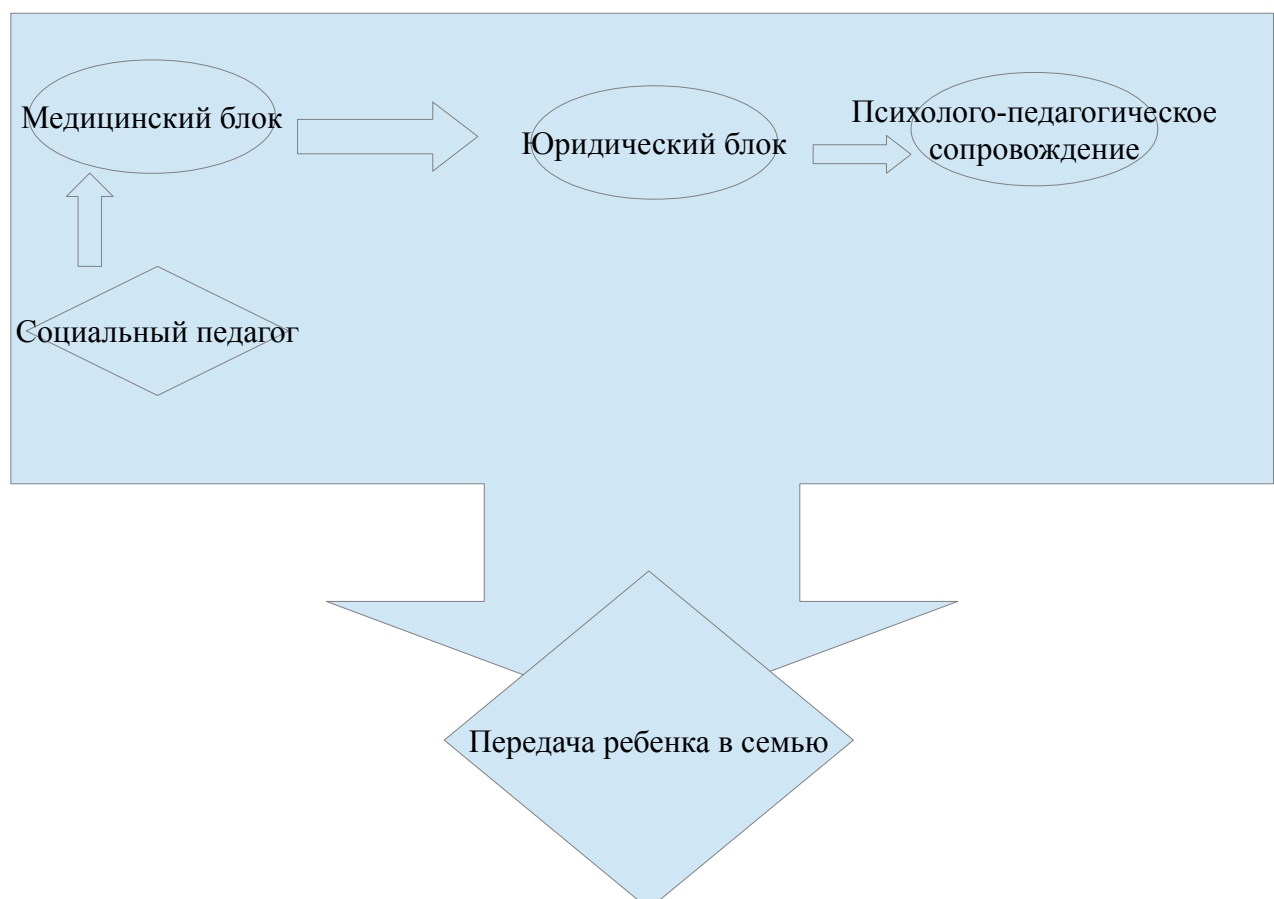 Медицинский блок
Юридический блок
Психолого-педагогическое
сопровождение
Социальный педагог
Передача ребенка в семью